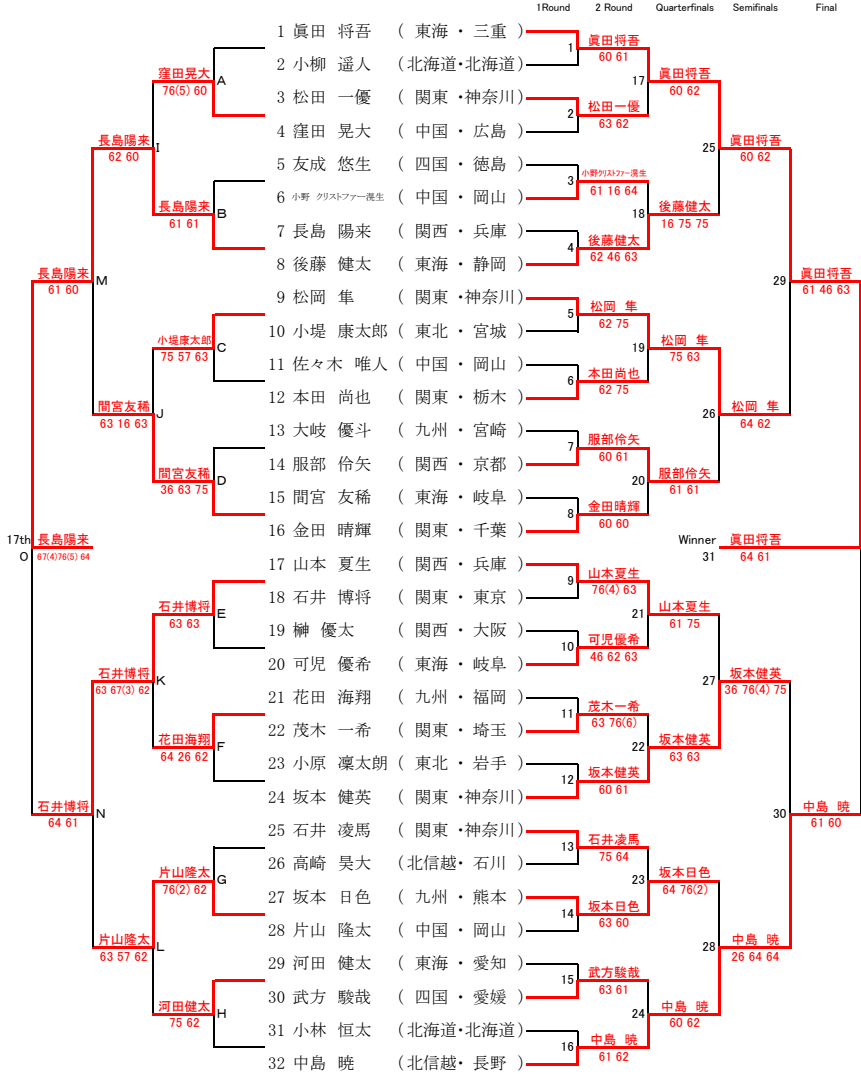 1Round 2 Round Quarterfinals Semifinals Final
1 眞田 将吾 ( 東海 ・ 三重 )
2 小柳 遥人 (北海道・北海道)
3 松田 一優 ( 関東 ・神奈川)
4 窪田 晃大 ( 中国 ・ 広島 )
5 友成 悠生 ( 四国 ・ 徳島 )
6 小野 クリストファー滉生 ( 中国 ・ 岡山 )
7 長島 陽来 ( 関西 ・ 兵庫 )
8 後藤 健太 ( 東海 ・ 静岡 )
9 松岡 隼 ( 関東 ・神奈川)
10 小堤 康太郎 ( 東北 ・ 宮城 )
11 佐々木 唯人 ( 中国 ・ 岡山 )
12 本田 尚也 ( 関東 ・ 栃木 )
13 大岐 優斗 ( 九州 ・ 宮崎 )
14 服部 伶矢 ( 関西 ・ 京都 )
15 間宮 友稀 ( 東海 ・ 岐阜 )
16 金田 晴輝 ( 関東 ・ 千葉 )
17 山本 夏生 ( 関西 ・ 兵庫 )
18 石井 博将 ( 関東 ・ 東京 )
19 榊 優太 ( 関西 ・ 大阪 )
20 可児 優希 ( 東海 ・ 岐阜 )
21 花田 海翔 ( 九州 ・ 福岡 )
22 茂木 一希 ( 関東 ・ 埼玉 )
23 小原 凜太朗 ( 東北 ・ 岩手 )
24 坂本 健英 ( 関東 ・神奈川)
25 石井 凌馬 ( 関東 ・神奈川)
26 高崎 昊大 (北信越・ 石川 )
27 坂本 日色 ( 九州 ・ 熊本 )
28 片山 隆太 ( 中国 ・ 岡山 )
29 河田 健太 ( 東海 ・ 愛知 )
30 武方 駿哉 ( 四国 ・ 愛媛 )
31 小林 恒太 (北海道・北海道)
32 中島 暁 (北信越・ 長野 )
1
眞田将吾
60 61
2
松田一優
63 62
3
小野クリストファー滉生
61 16 64
4
後藤健太
62 46 63
5
松岡 隼
62 75
6
本田尚也
62 75
7
服部伶矢
60 61
8
金田晴輝
60 60
9
山本夏生
76(4) 63
10
可児優希
46 62 63
11
茂木一希
63 76(6)
12
坂本健英
60 61
13
石井凌馬
75 64
14
坂本日色
63 60
15
武方駿哉
63 61
16
中島 暁
61 62
17
眞田将吾
60 62
18
後藤健太
16 75 75
19
松岡 隼
75 63
20
服部伶矢
61 61
21
山本夏生
61 75
22
坂本健英
63 63
23
坂本日色
64 76(2)
24
中島 暁
60 62
25
眞田将吾
60 62
26
松岡 隼
64 62
27
坂本健英
36 76(4) 75
28
中島 暁
26 64 64
29
眞田将吾
61 46 63
30
中島 暁
61 60
Winner
31
眞田将吾
64 61
窪田晃大
76(5) 60
A
長島陽来
61 61
B
小堤康太郎
75 57 63
C
間宮友稀
36 63 75
D
石井博将
63 63
E
花田海翔
64 26 62
F
片山隆太
76(2) 62
G
河田健太
75 62
H
長島陽来
62 60
I
間宮友稀
63 16 63
J
石井博将
63 67(3) 62
K
片山隆太
63 57 62
L
長島陽来
61 60
M
石井博将
64 61
N
17th
O
長島陽来
67(4)76(5) 64